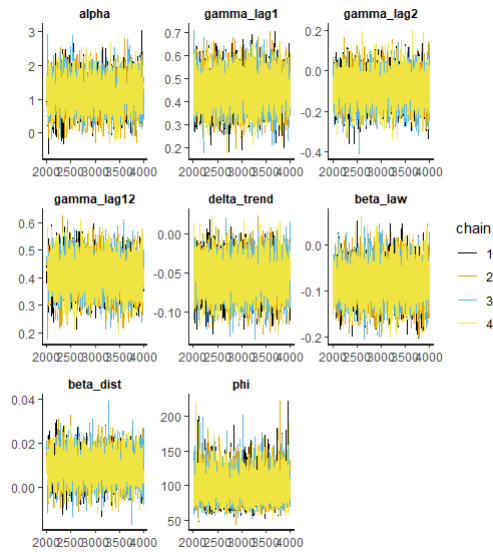 alpha gamma_lag1 gamma_lag2
3 0.7 0.2
2 0.6 0.0
1 0.5 -0.2
0 0.4 -0.4
0.3
0.2
2000 2500 3000 3500 4000 2000 2500 3000 3500 4000 2000 2500 3000 3500 4000
gamma_lag12 delta_trend beta_law
0.6 0.00 0.0
0.5 -0.05 -0.1
0.4 -0.10 -0.2
0.3
0.2
2000 2500 3000 3500 4000 2000 2500 3000 3500 4000 2000 2500 3000 3500 4000
chain
1
2
3
4
beta_dist phi
0.04 200
0.02 150
0.00 100
50
2000 2500 3000 3500 4000 2000 2500 3000 3500 4000